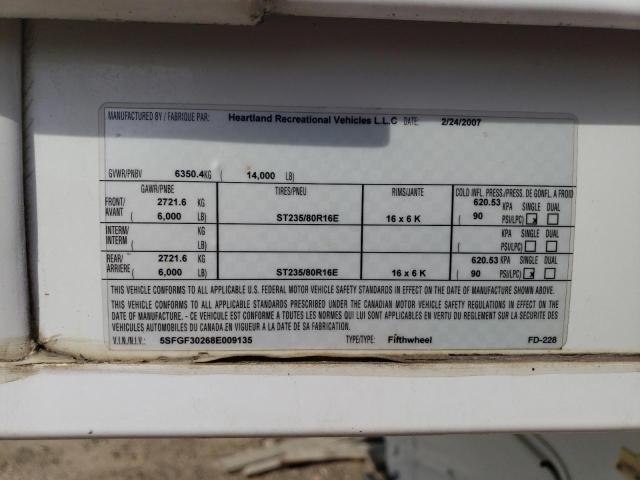 MANUFACTURED BY / FABRIQUE PAR: Heartland Recreational Vehicles L.L.C DATE: 2/24/2007
GVWR/PNBV 6350.4 KG ( 14,000 LB)
GAWR/PNBE TIRES/PNEU RIMS/JANTE COLD INFL. PRESS/PRESS. DE GONFL. A FROID
FRONT/ 2721.6 KG 620.53 KPA SINGLE DUAL
AVANT ( 6,000 LB) ST235/80R16E 16 x 6 K ( 90 PSI/LPC) x
INTERM/ KG KPA SINGLE DUAL
INTERM ( LB) ( PSI/LPC)
REAR/ 2721.6 KG 620.53 KPA SINGLE DUAL
ARRIÈRE ( 6,000 LB) ST235/80R16E 16 x 6 K ( 90 PSI/LPC) x
THIS VEHICLE CONFORMS TO ALL APPLICABLE U.S. FEDERAL MOTOR VEHICLE SAFETY STANDARDS IN EFFECT ON THE DATE OF MANUFACTURE SHOWN ABOVE.
THIS VEHICLE CONFORMS TO ALL APPLICABLE STANDARDS PRESCRIBED UNDER THE CANADIAN MOTOR VEHICLE SAFETY REGULATIONS IN EFFECT ON
THE DATE OF MANUFACTURE. / CE VEHICULE EST CONFORME A TOUTES LES NORMES QUI LUI SONT APPLICABLES EN VERTU DU REGLEMENT SUR LA SECURITE DES
VEHICULES AUTOMOBILES DU CANADA EN VIGUEUR A LA DATE DE SA FABRICATION.
V.I.N./N.I.V.: 5SFGF30268E009135 TYPE/TYPE: Fifthwheel FD-228